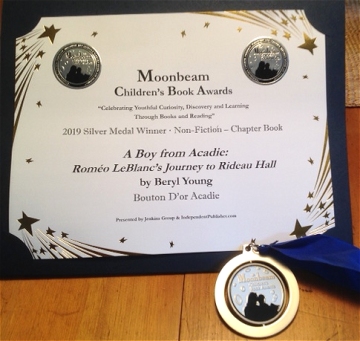 Moonbeam
Children's Book Awards
"Celebrating Youthful Curiosity, Discovery and Learning
Through Books and Reading"
2019 Silver Medal Winner - Non-Fiction – Chapter Book
A Boy from Acadie:
Roméo LeBlanc's Journey to Rideau Hall
by Beryl Young
Bouton D'or Acadie
Presented by Jenkins Group & IndependentPublisher.com